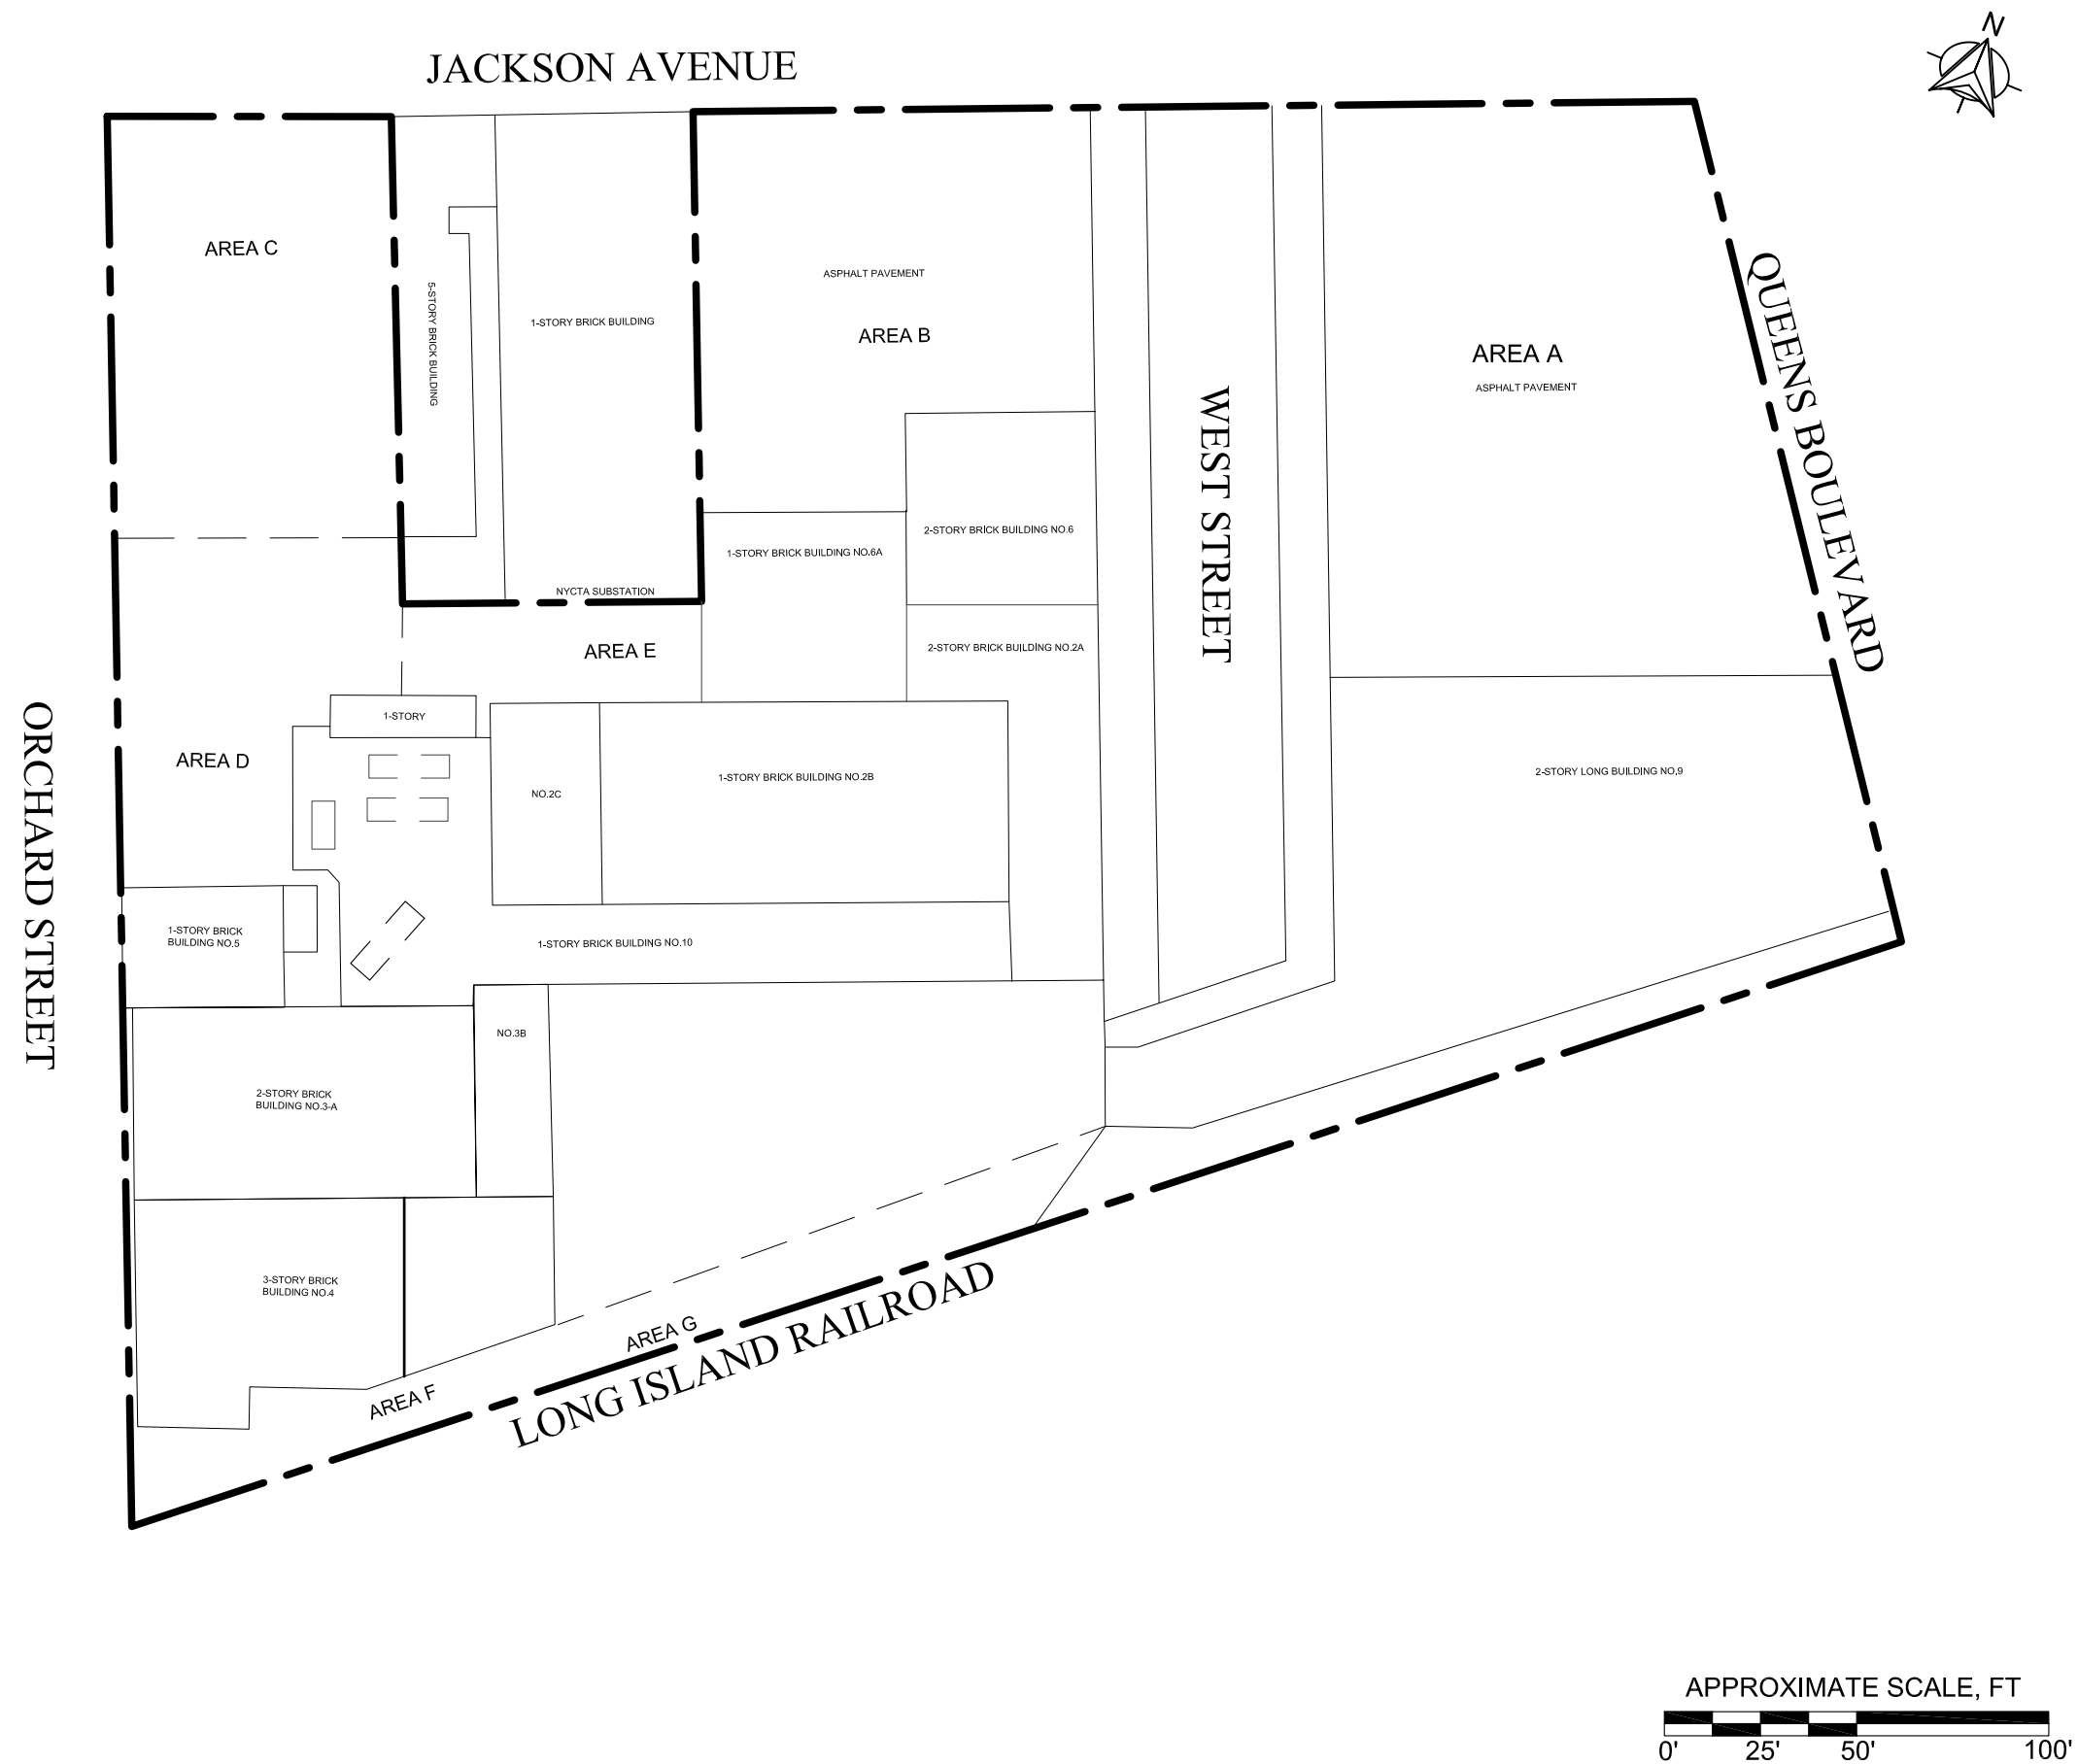 N
JACKSON AVENUE
AREA C
5-STORY BRICK BUILDING
1-STORY BRICK BUILDING
ASPHALT PAVEMENT
AREA B
WEST STREET
AREA A
ASPHALT PAVEMENT
QUEENS BOULEVARD
2-STORY BRICK BUILDING NO.6
1-STORY BRICK BUILDING NO.6A
NYCTA SUBSTATION
AREA E
2-STORY BRICK BUILDING NO.2A
ORCHARD STREET
1-STORY
AREA D
NO.2C
1-STORY BRICK BUILDING NO.2B
2-STORY LONG BUILDING NO,9
1-STORY BRICK
BUILDING NO.5
1-STORY BRICK BUILDING NO.10
NO.3B
2-STORY BRICK
BUILDING NO.3-A
3-STORY BRICK
BUILDING NO.4
AREA G
AREA F
LONG ISLAND RAILROAD
APPROXIMATE SCALE, FT
0' 25' 50' 100'